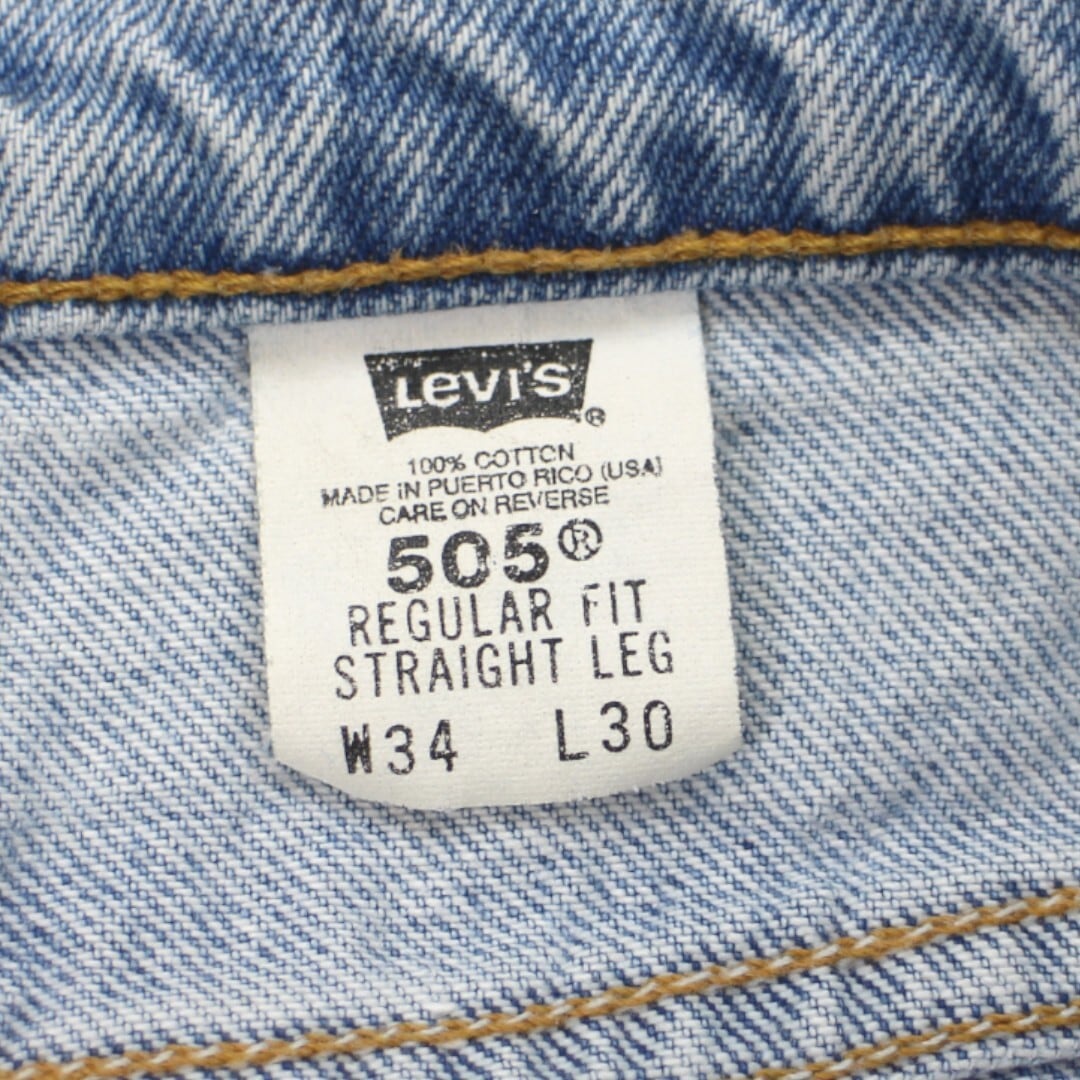 LEVI'S ®
100% COTTON
MADE IN PUERTO RICO (USA)
CARE ON REVERSE
505®
REGULAR FIT
STRAIGHT LEG
W34 L30